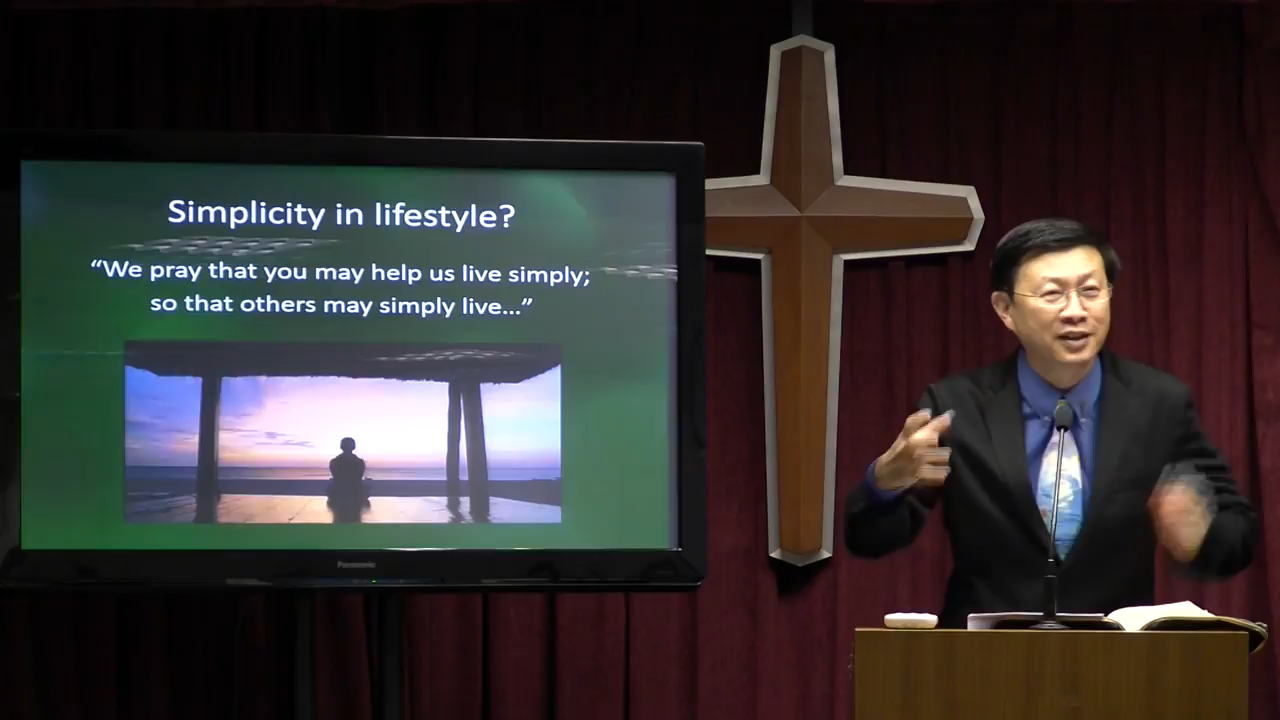 Simplicity in lifestyle?
“We pray that you may help us live simply;
so that others may simply live...”
Panasonic